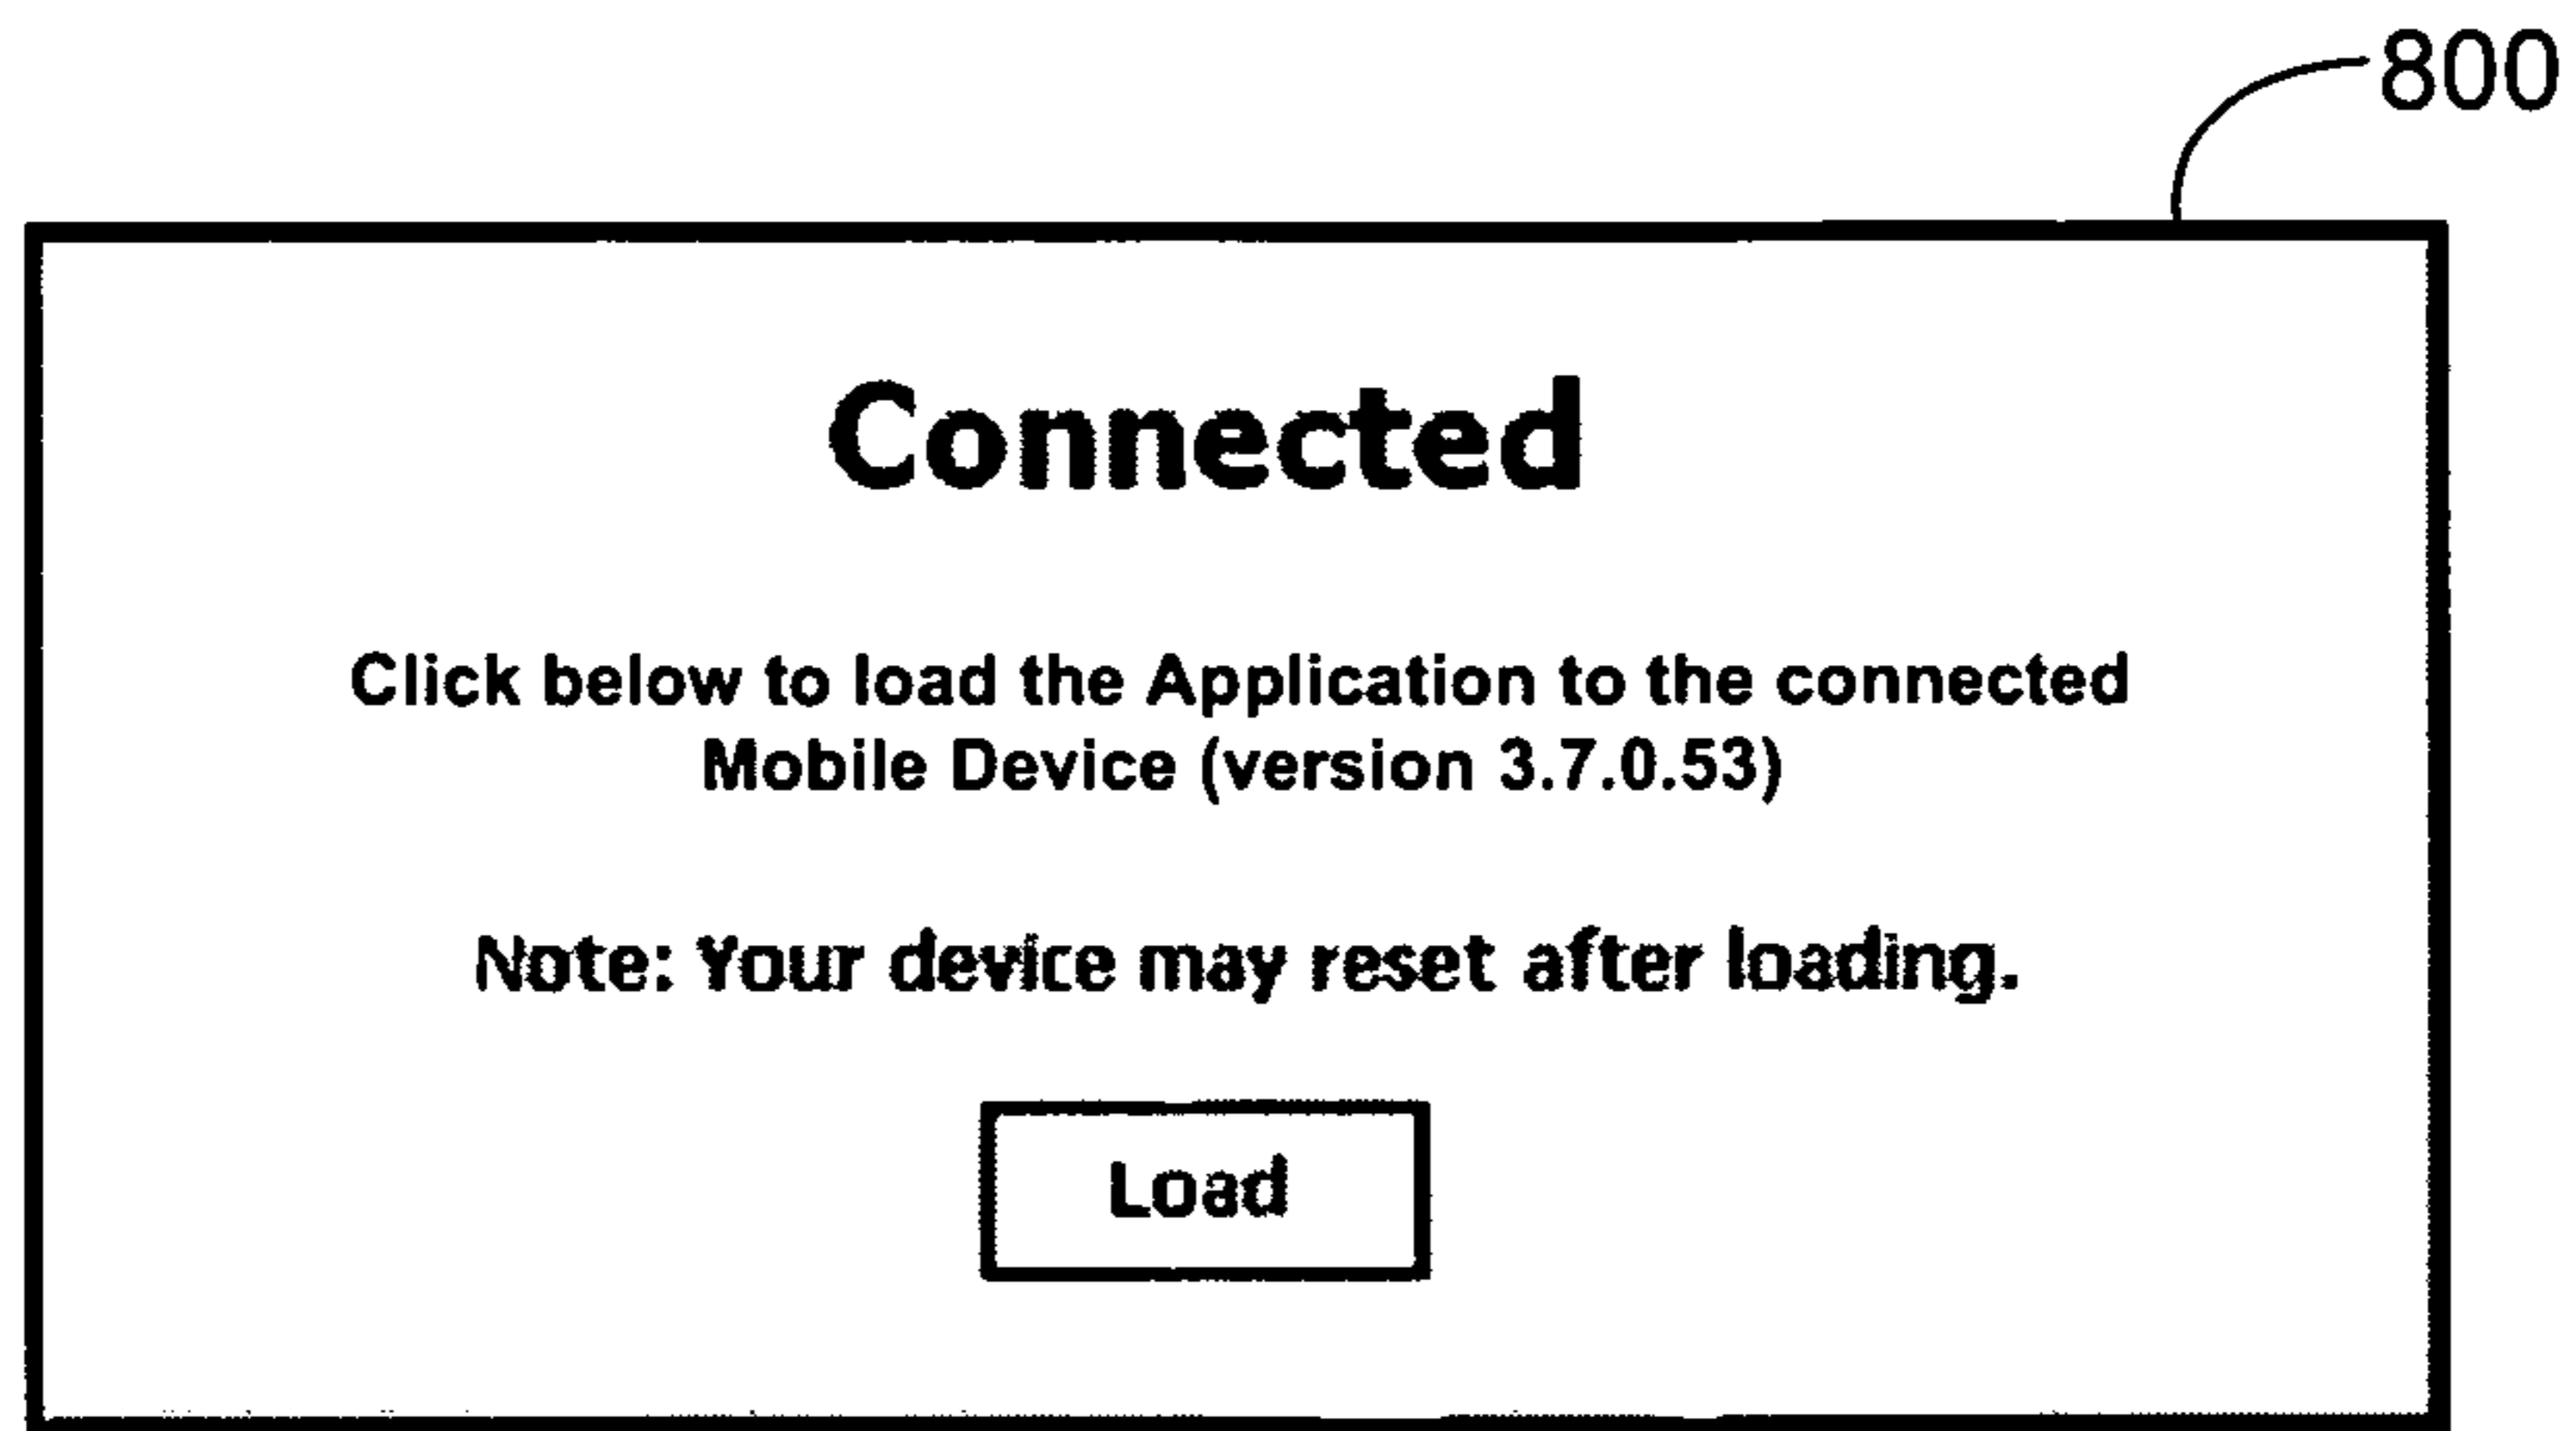 800
Connected
Click below to load the Application to the connected
Mobile Device (version 3.7.0.53)
Note: Your device may reset after loading.
Load